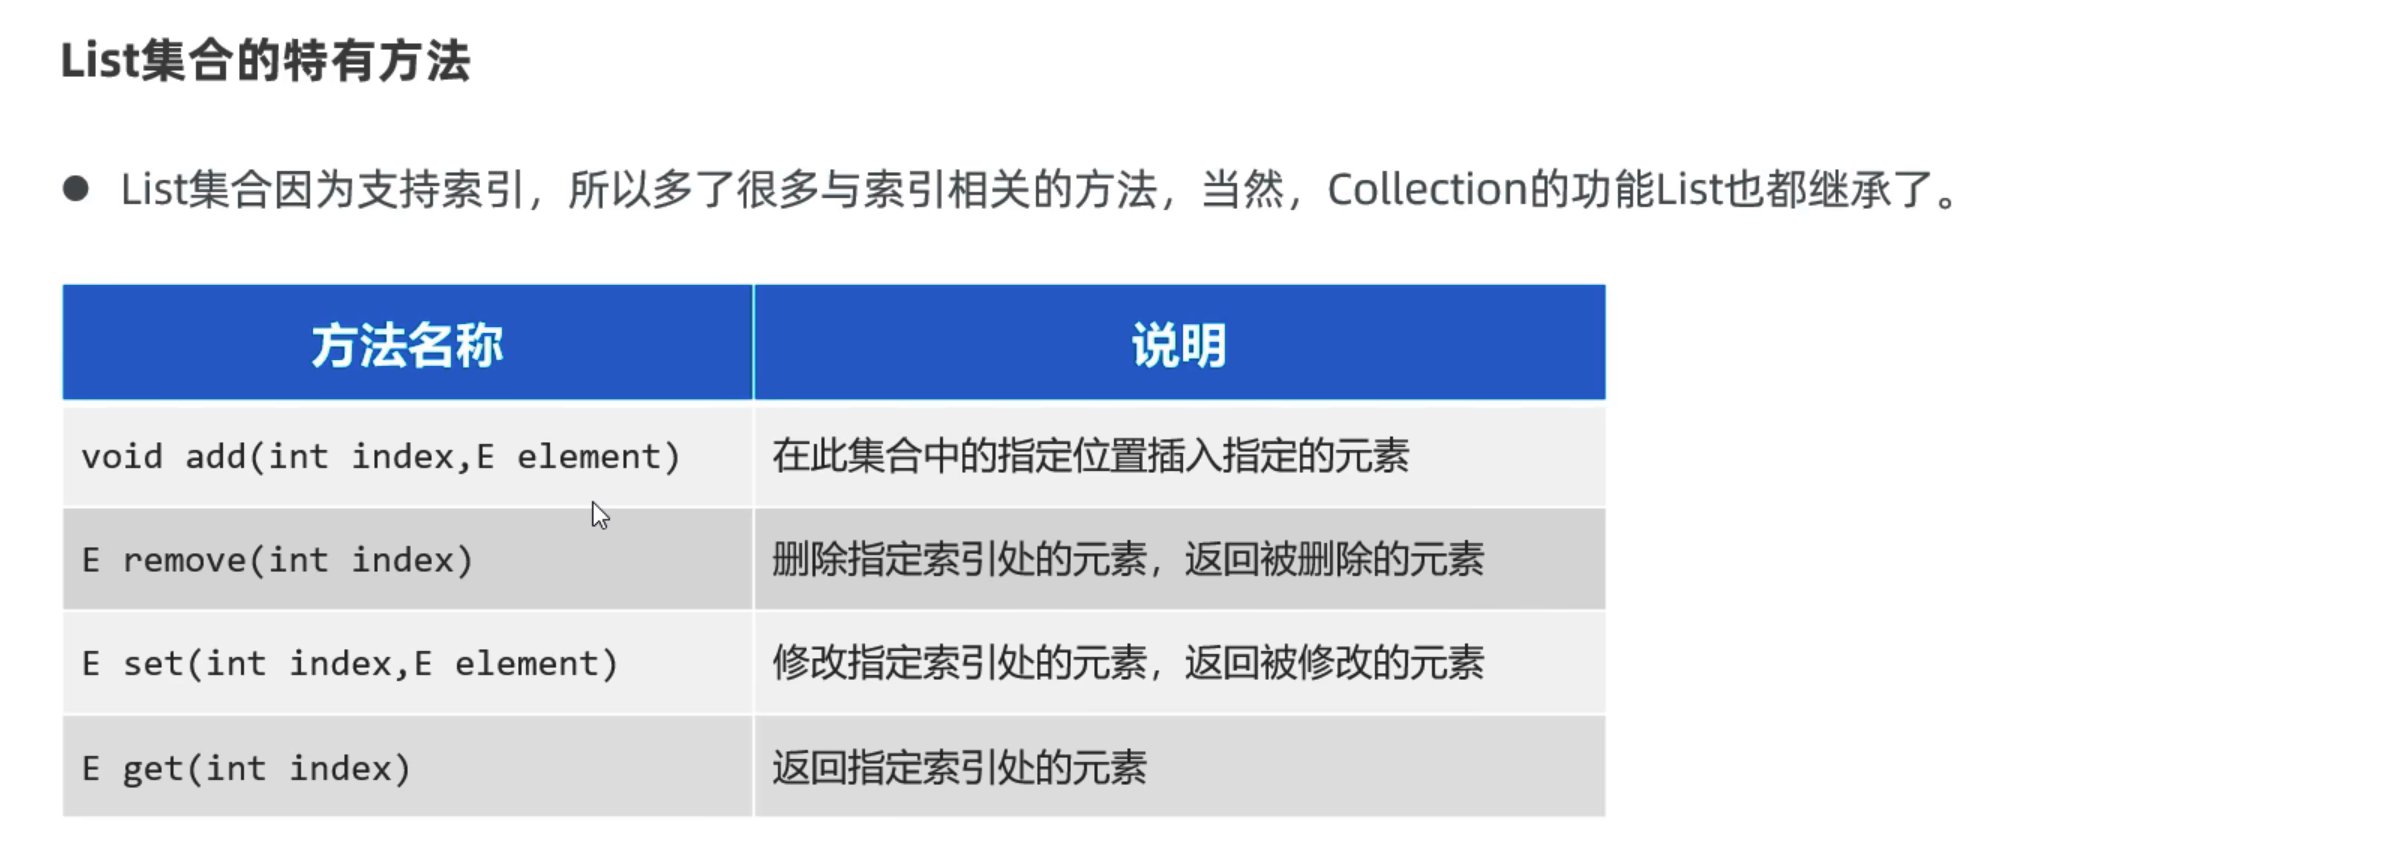 List集合的特有方法
● List集合因为支持索引，所以多了很多与索引相关的方法，当然，Collection的功能List也都继承了。
方法名称 说明
void add(int index,E element) 在此集合中的指定位置插入指定的元素
E remove(int index) 删除指定索引处的元素，返回被删除的元素
E set(int index,E element) 修改指定索引处的元素，返回被修改的元素
E get(int index) 返回指定索引处的元素